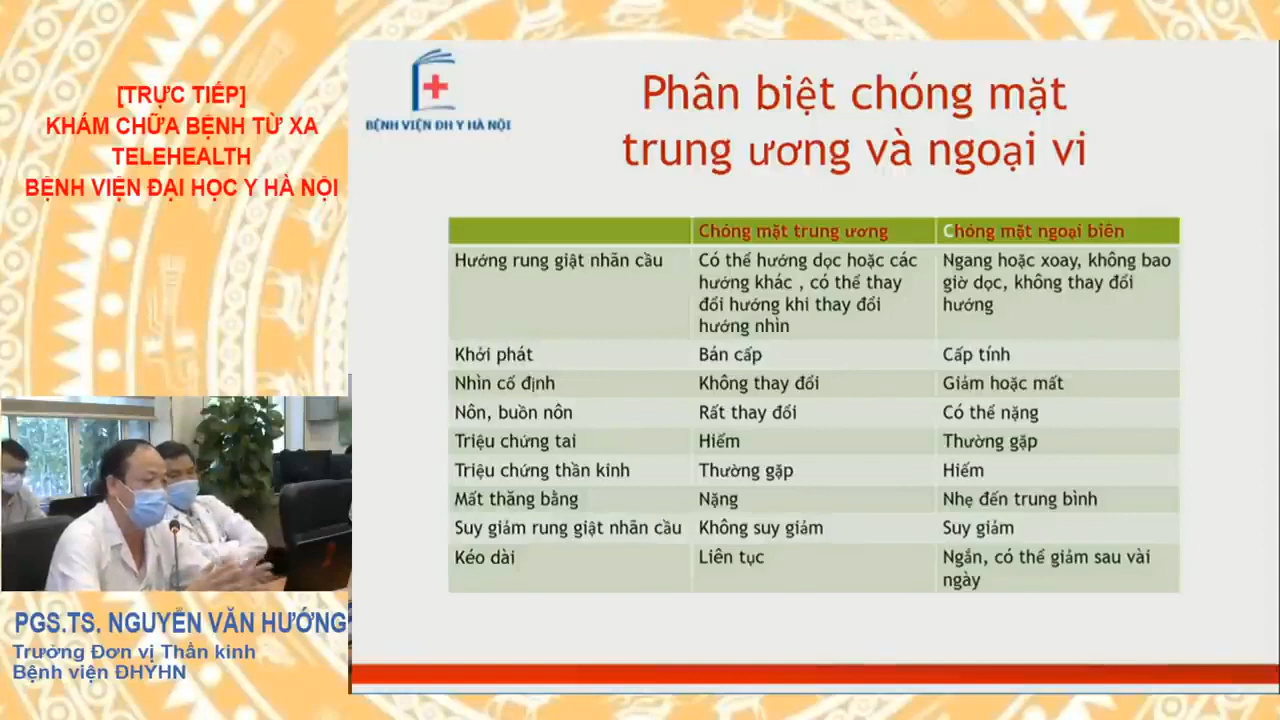 [TRỰC TIẾP]
KHÁM CHỮA BỆNH TỪ XA
TELEHEALTH
BỆNH VIỆN ĐẠI HỌC Y HÀ NỘI
BỆNH VIỆN ĐH Y HÀ NỘI
Phân biệt chóng mặt
trung ương và ngoại vi
Chóng mặt trung ương
Chóng mặt ngoại biên
Hướng rung giật nhãn cầu
Có thể hướng dọc hoặc các
hướng khác , có thể thay
đổi hướng khi thay đổi
hướng nhìn
Ngang hoặc xoay, không bao
giờ dọc, không thay đổi
hướng
Khởi phát
Bán cấp
Cấp tính
Nhìn cố định
Không thay đổi
Giảm hoặc mất
Nôn, buồn nôn
Rất thay đổi
Có thể nặng
Triệu chứng tai
Hiếm
Thường gặp
Triệu chứng thần kinh
Thường gặp
Hiếm
Mất thăng bằng
Nặng
Nhẹ đến trung bình
Suy giảm rung giật nhãn cầu
Không suy giảm
Suy giảm
Kéo dài
Liên tục
Ngắn, có thể giảm sau vài
ngày
PGS.TS. NGUYỄN VĂN HƯỚNG
Trưởng Đơn vị Thần kinh
Bệnh viện ĐHYHN